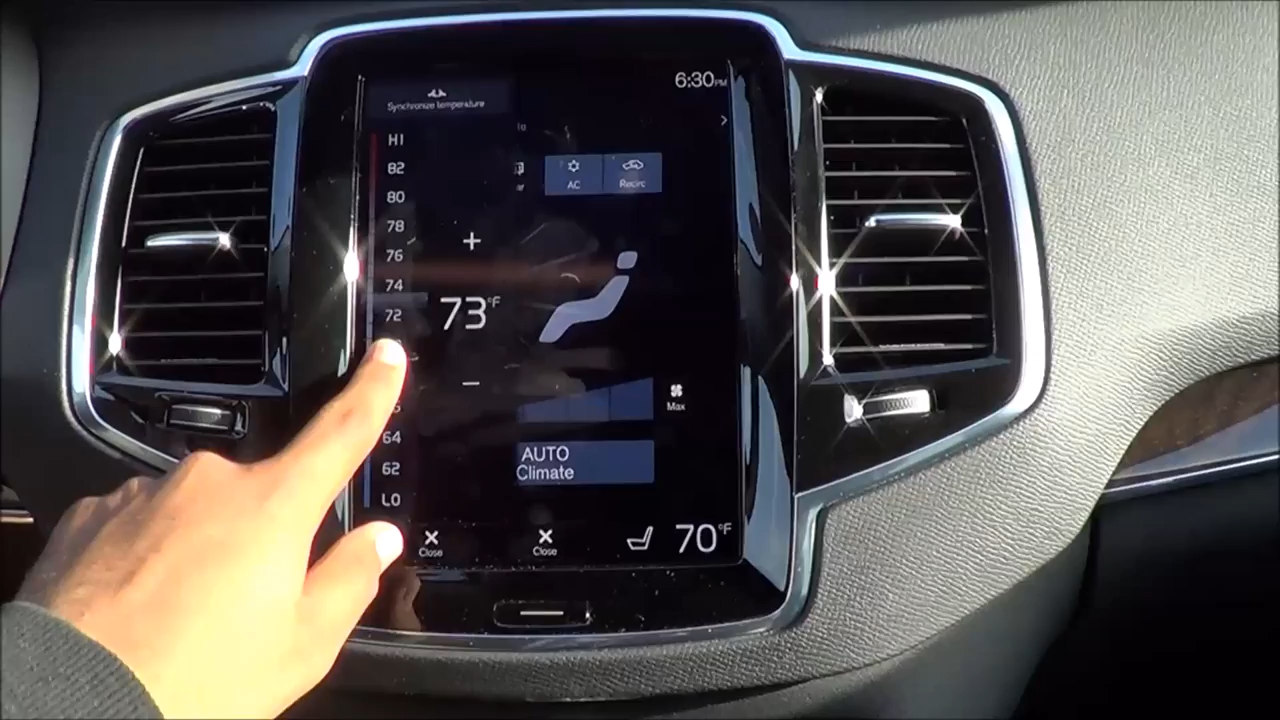 6:30PM
Synchronize temperature
HI
82
80
78
76
74
72
64
62
LO
+
73°F
−
AC
Recirc
Max
AUTO
Climate
Close
Close
70°F